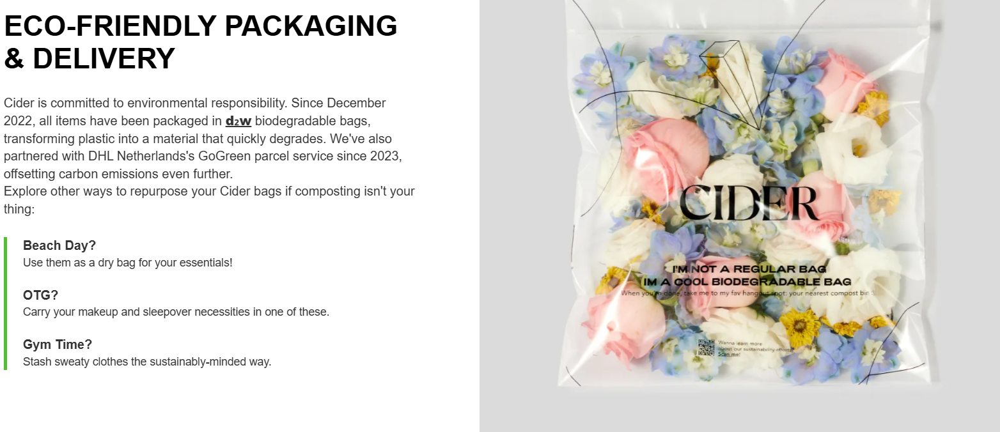 ECO-FRIENDLY PACKAGING
& DELIVERY
Cider is committed to environmental responsibility. Since December
2022, all items have been packaged in d₂w biodegradable bags,
transforming plastic into a material that quickly degrades. We've also
partnered with DHL Netherlands's GoGreen parcel service since 2023,
offsetting carbon emissions even further.
Explore other ways to repurpose your Cider bags if composting isn't your
thing:
Beach Day?
Use them as a dry bag for your essentials!
OTG?
Carry your makeup and sleepover necessities in one of these.
Gym Time?
Stash sweaty clothes the sustainably-minded way.
CIDER
I'M NOT A REGULAR BAG
IM A COOL BIODEGRADABLE BAG
When you're done, take me to my fav hangout spot: your nearest compost bin :)
Wanna learn more
about our sustainability efforts?
Scan me!